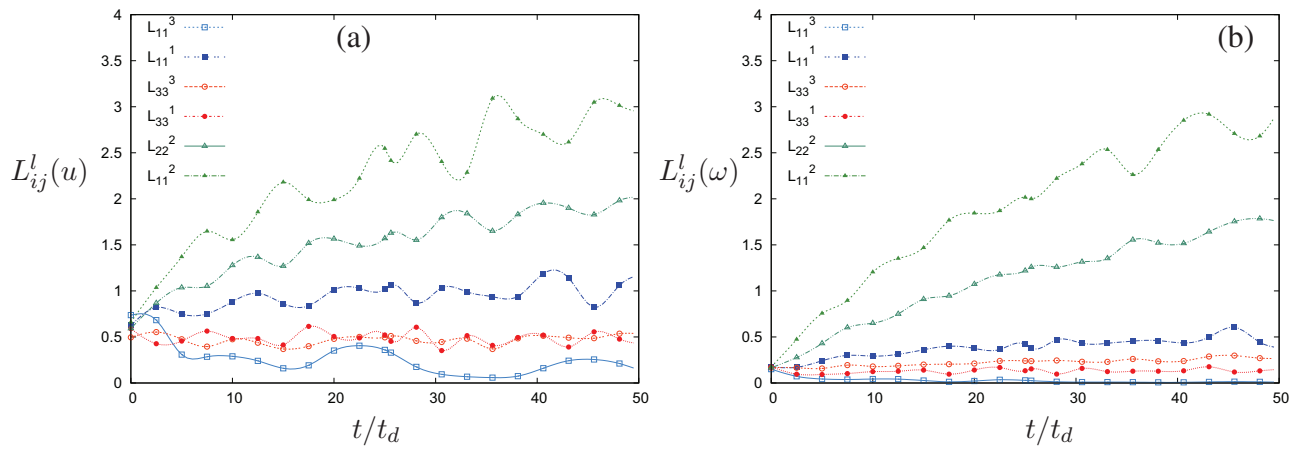 (a)
L₁₁³
L₁₁¹
L₃₃³
L₃₃¹
L₂₂²
L₁₁²
4
3.5
3
2.5
2
1.5
1
0.5
0
Lˡᵢⱼ(u)
0 10 20 30 40 50
t/t_d
(b)
L₁₁³
L₁₁¹
L₃₃³
L₃₃¹
L₂₂²
L₁₁²
4
3.5
3
2.5
2
1.5
1
0.5
0
Lˡᵢⱼ(ω)
0 10 20 30 40 50
t/t_d